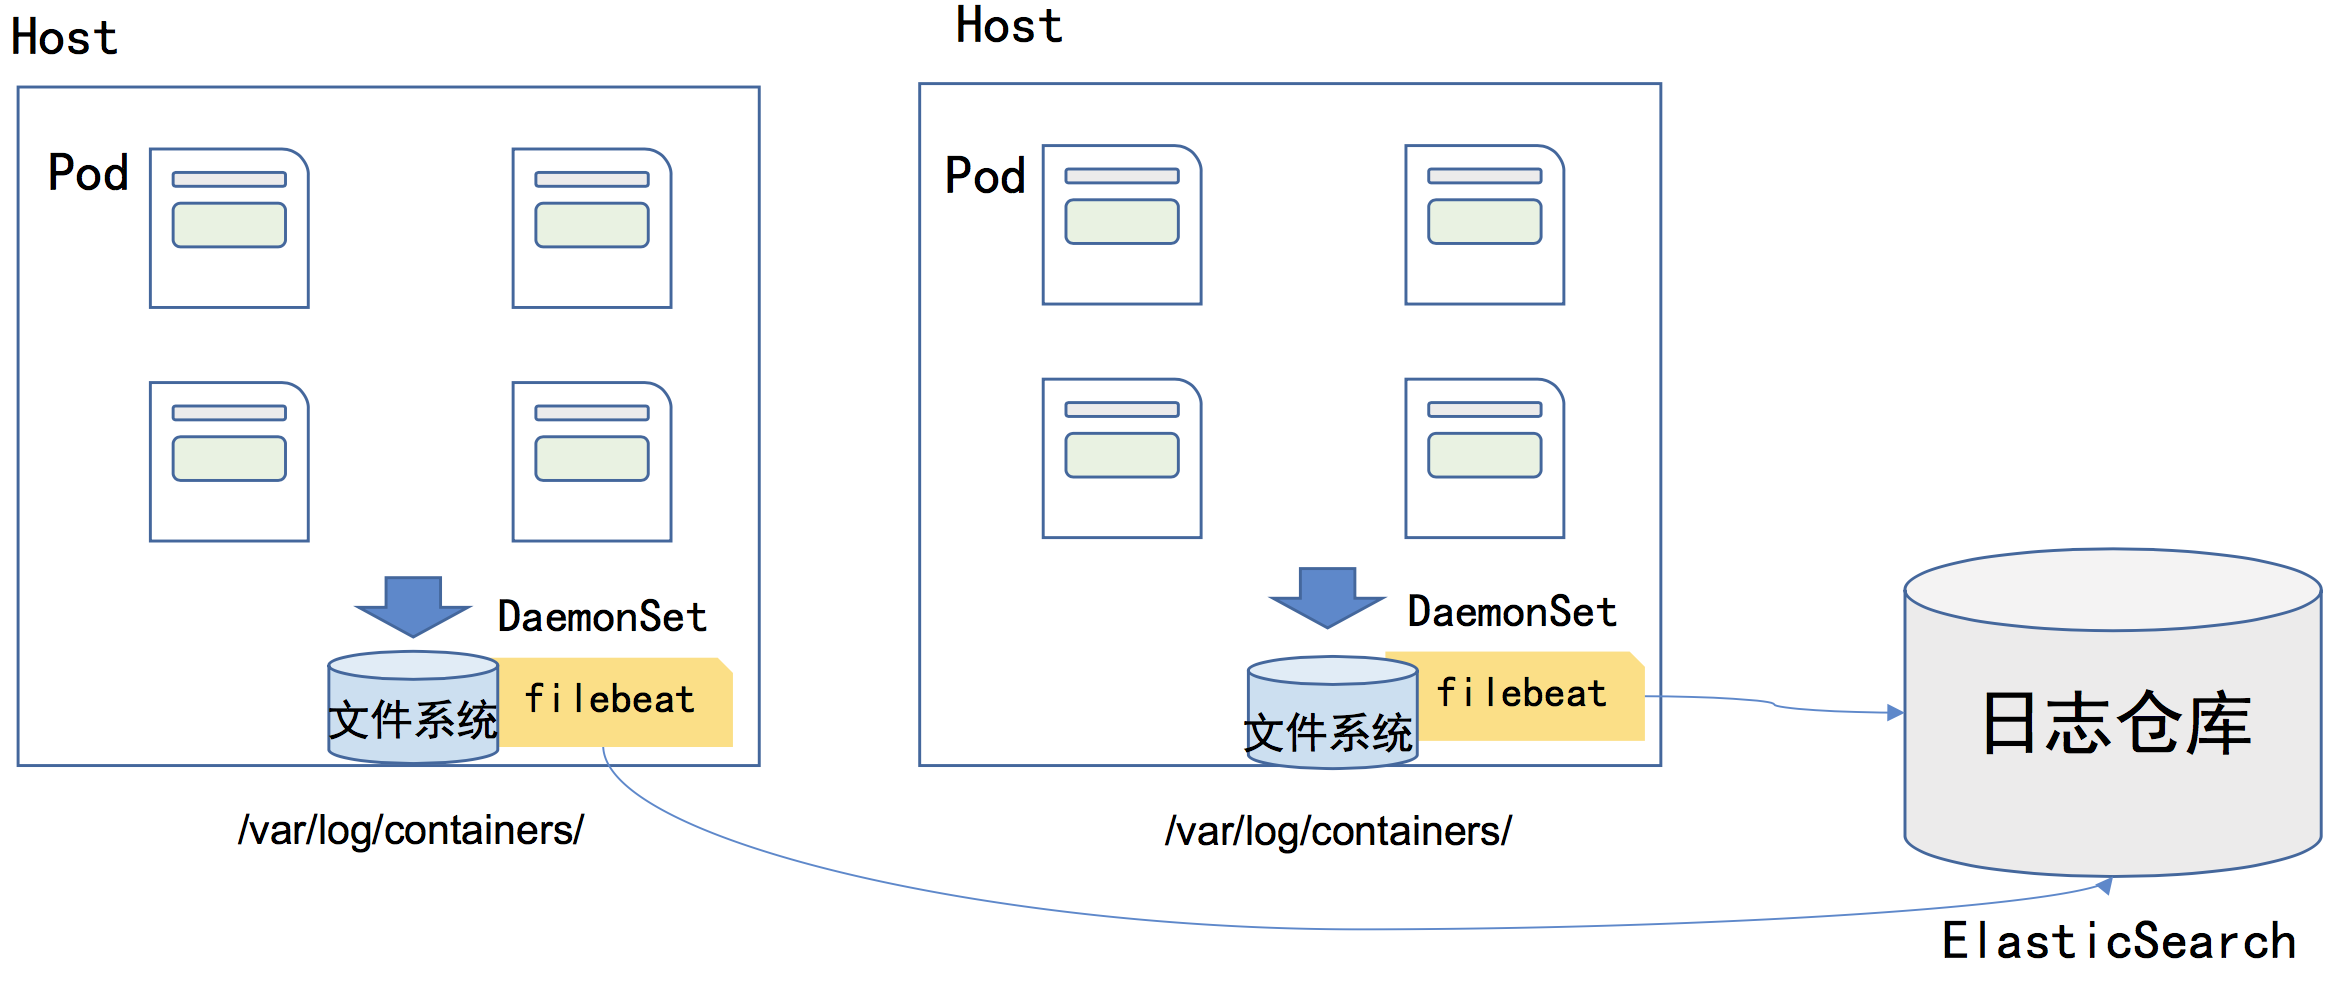 Host
Pod
DaemonSet
文件系统
filebeat
/var/log/containers/
Host
Pod
DaemonSet
文件系统
filebeat
/var/log/containers/
日志仓库
ElasticSearch